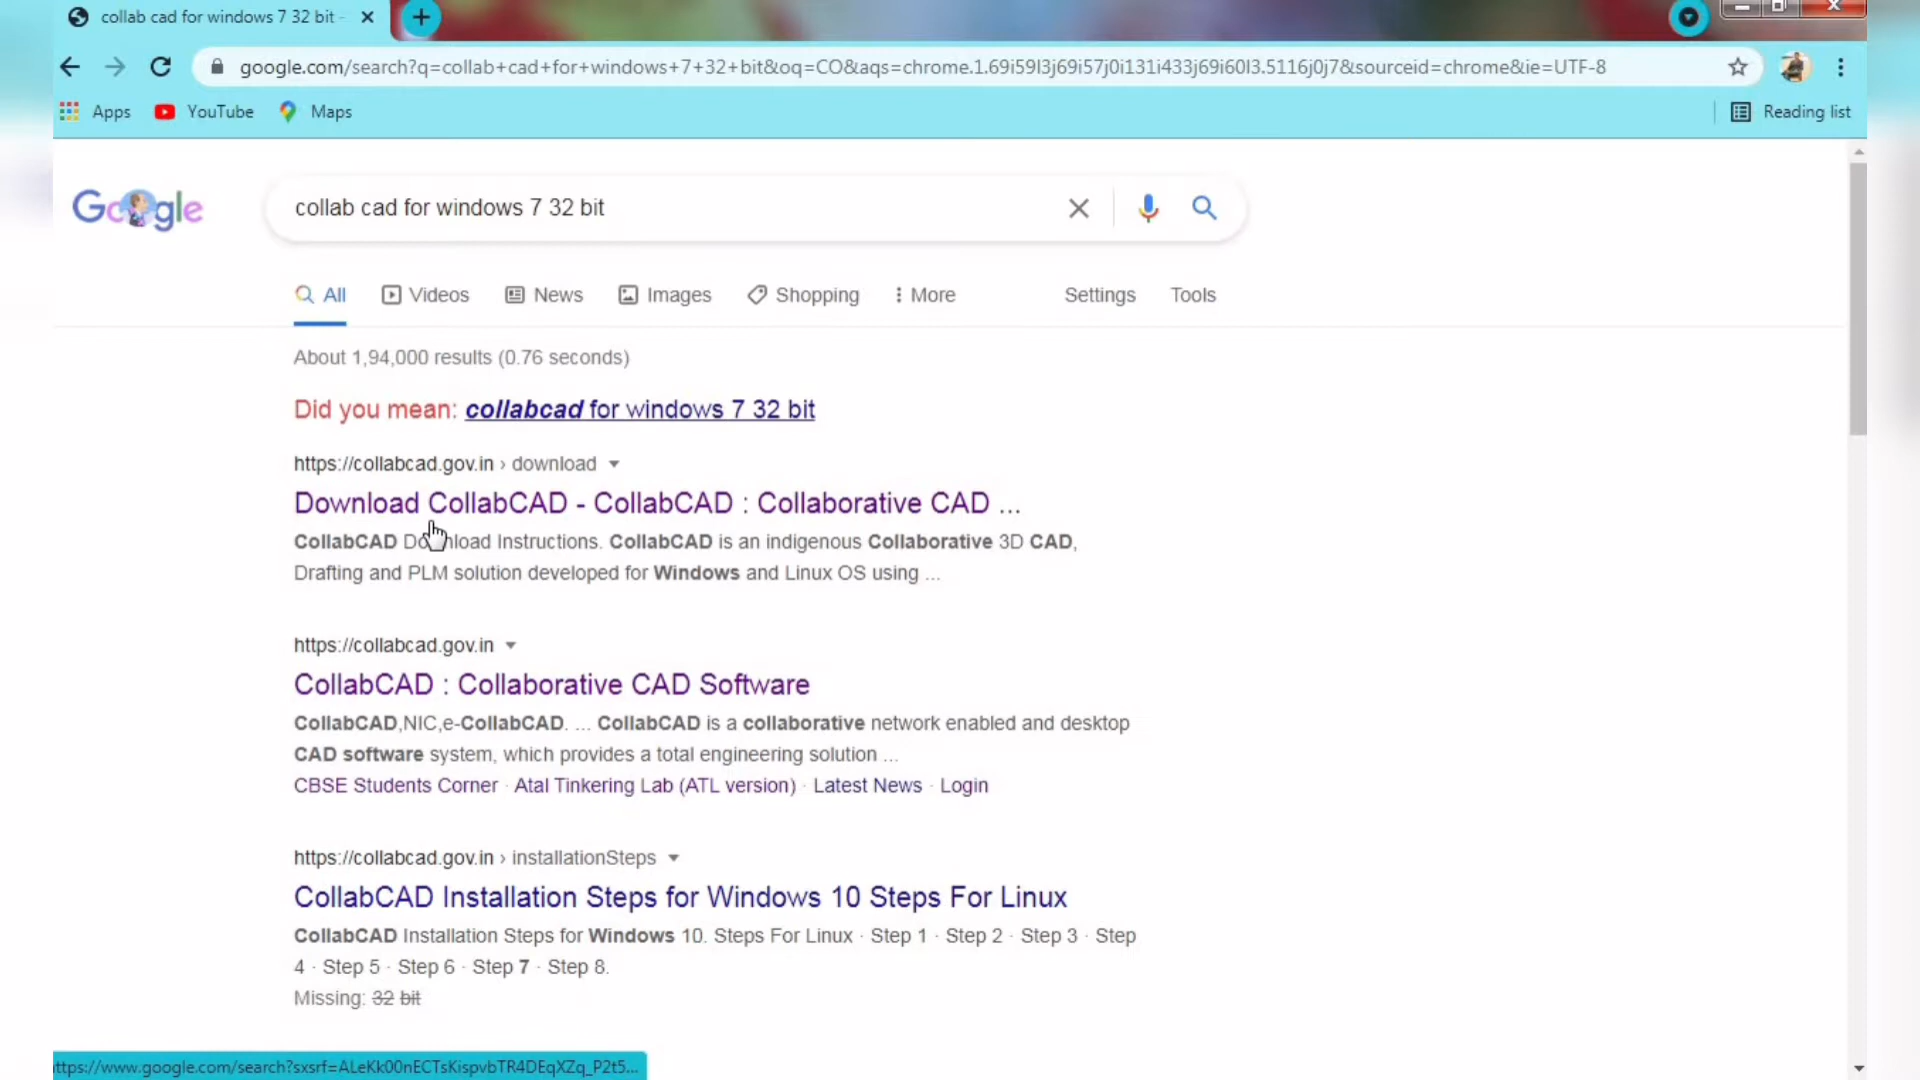 collab cad for windows 7 32 bit -
google.com/search?q=collab+cad+for+windows+7+32+bit&oq=CO&aqs=chrome.1.69i59l3j69i57j0i131i433j69i60l3.5116j0j7&sourceid=chrome&ie=UTF-8
Apps YouTube Maps Reading list
Google
collab cad for windows 7 32 bit
All Videos News Images Shopping More Settings Tools
About 1,94,000 results (0.76 seconds)
Did you mean: collabcad for windows 7 32 bit
https://collabcad.gov.in › download
Download CollabCAD - CollabCAD : Collaborative CAD ...
CollabCAD Download Instructions. CollabCAD is an indigenous Collaborative 3D CAD,
Drafting and PLM solution developed for Windows and Linux OS using ...
https://collabcad.gov.in
CollabCAD : Collaborative CAD Software
CollabCAD,NIC,e-CollabCAD. ... CollabCAD is a collaborative network enabled and desktop
CAD software system, which provides a total engineering solution ...
CBSE Students Corner · Atal Tinkering Lab (ATL version) · Latest News · Login
https://collabcad.gov.in › installationSteps
CollabCAD Installation Steps for Windows 10 Steps For Linux
CollabCAD Installation Steps for Windows 10. Steps For Linux · Step 1 · Step 2 · Step 3 · Step
4 · Step 5 · Step 6 · Step 7 · Step 8.
Missing: 32 bit
ttps://www.google.com/search?sxsrf=ALeKk00nECTsKispvbTR4DEqXZq_P2t5...